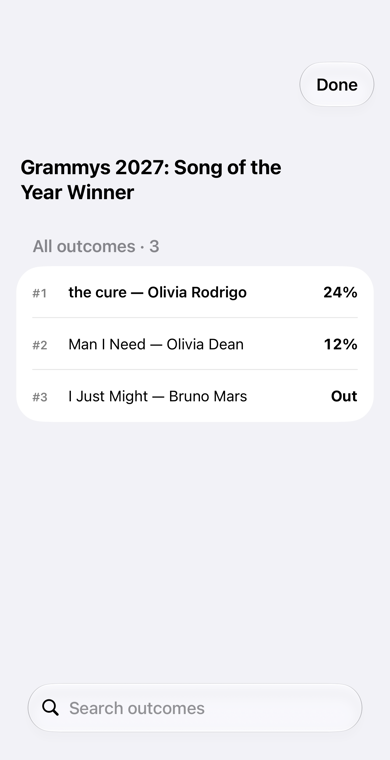 Done
Grammys 2027: Song of the
Year Winner
All outcomes · 3
#1 the cure — Olivia Rodrigo 24%
#2 Man I Need — Olivia Dean 12%
#3 I Just Might — Bruno Mars Out
Search outcomes